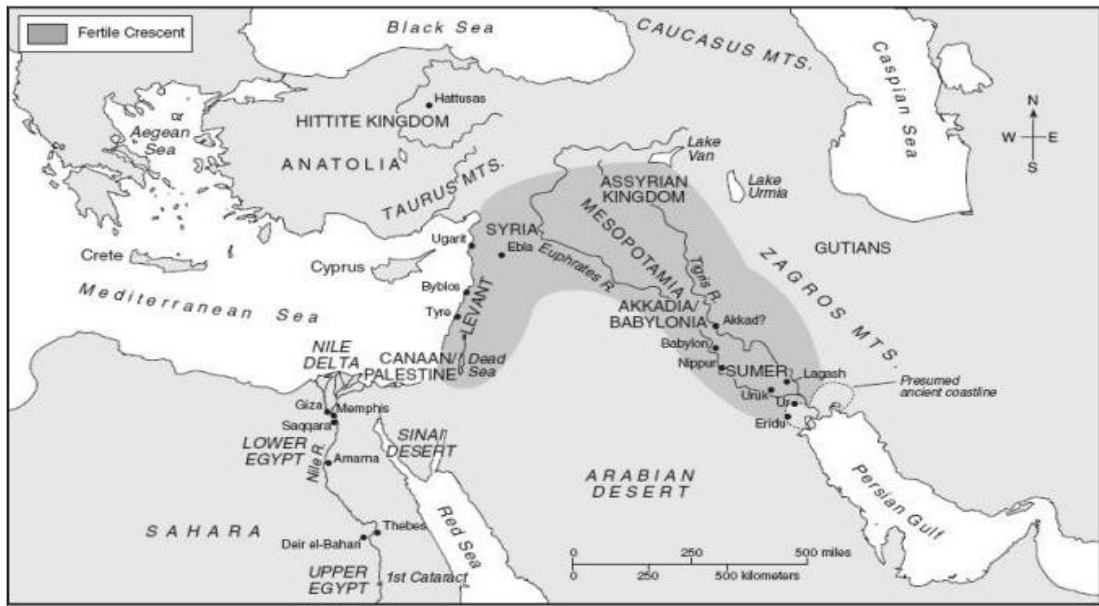 Fertile Crescent
Black Sea
CAUCASUS MTS.
Caspian Sea
N
W
E
S
Aegean
Sea
Hattusas
HITTITE KINGDOM
ANATOLIA
TAURUS MTS.
Lake
Van
Lake
Urmia
ASSYRIAN
KINGDOM
MESOPOTAMIA
SYRIA
Ugarit
Ebla
Euphrates R.
Tigris R.
GUTIANS
ZAGROS MTS.
Crete
Cyprus
Mediterranean Sea
Byblos
Tyre
LEVANT
AKKADIA/
BABYLONIA
Akkad?
Babylon
Nippur
SUMER
Lagash
Uruk
Ur
Eridu
Presumed
ancient coastline
NILE
DELTA
CANAAN/
PALESTINE
Dead
Sea
Giza
Memphis
Saqqara
LOWER
EGYPT
Nile R.
Amarna
SINAI
DESERT
ARABIAN
DESERT
Persian Gulf
Red Sea
SAHARA
Thebes
Deir el-Bahari
UPPER
EGYPT
1st Cataract
0 250 500 miles
0 250 500 kilometers